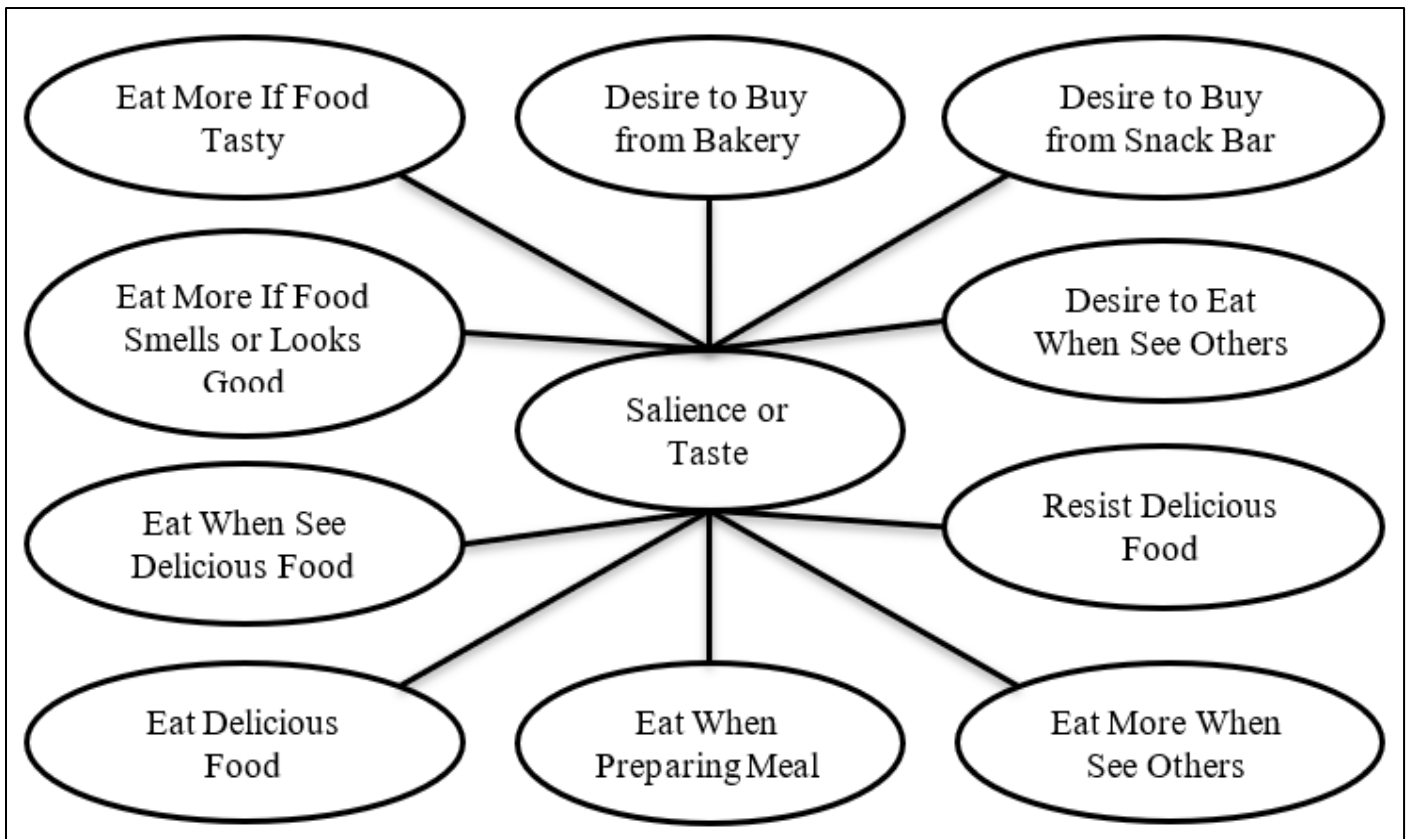 Eat More If Food
Tasty
Desire to Buy
from Bakery
Desire to Buy
from Snack Bar
Eat More If Food
Smells or Looks
Good
Desire to Eat
When See Others
Salience or
Taste
Eat When See
Delicious Food
Resist Delicious
Food
Eat Delicious
Food
Eat When
Preparing Meal
Eat More When
See Others